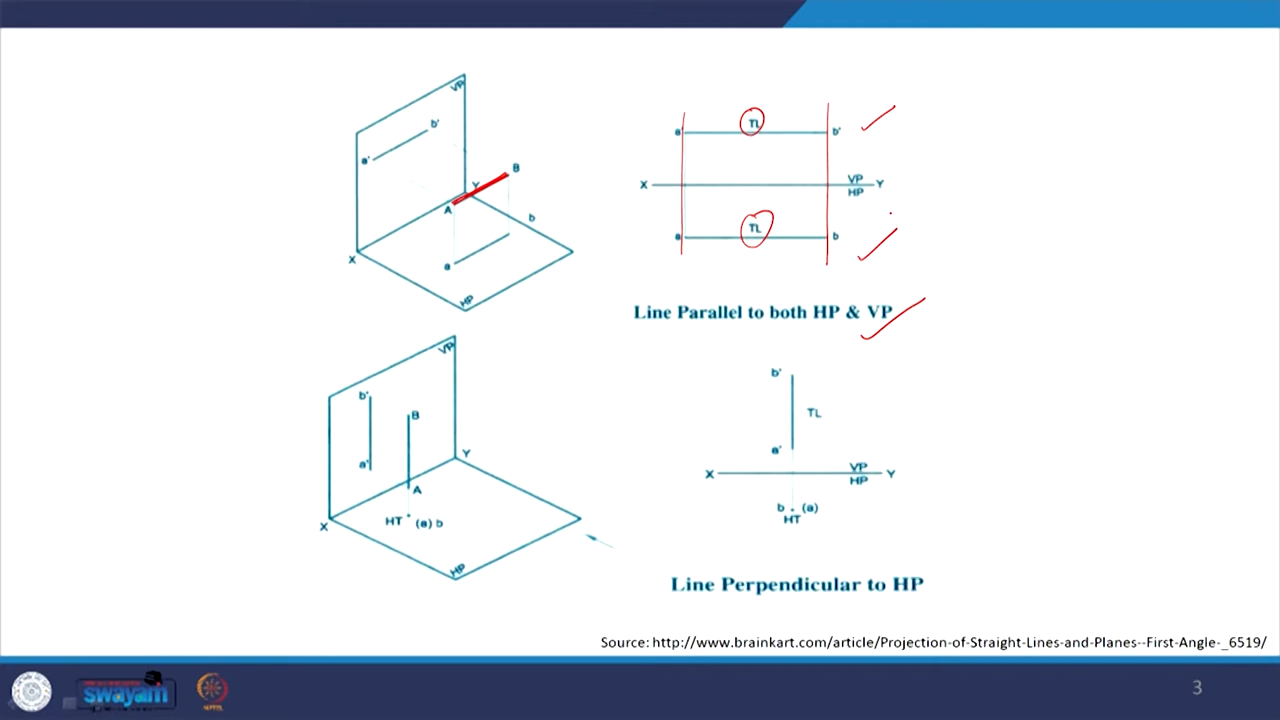 VP
b'
a'
B
Y
A
b
a
X
HP
TL
a' b'
X VP Y
HP
TL
a b
Line Parallel to both HP & VP
VP
b'
B
a'
Y
A
HT (a) b
X
HP
b'
TL
a'
X VP Y
HP
b (a)
HT
Line Perpendicular to HP
Source: http://www.brainkart.com/article/Projection-of-Straight-Lines-and-Planes--First-Angle-_6519/
swayam
3